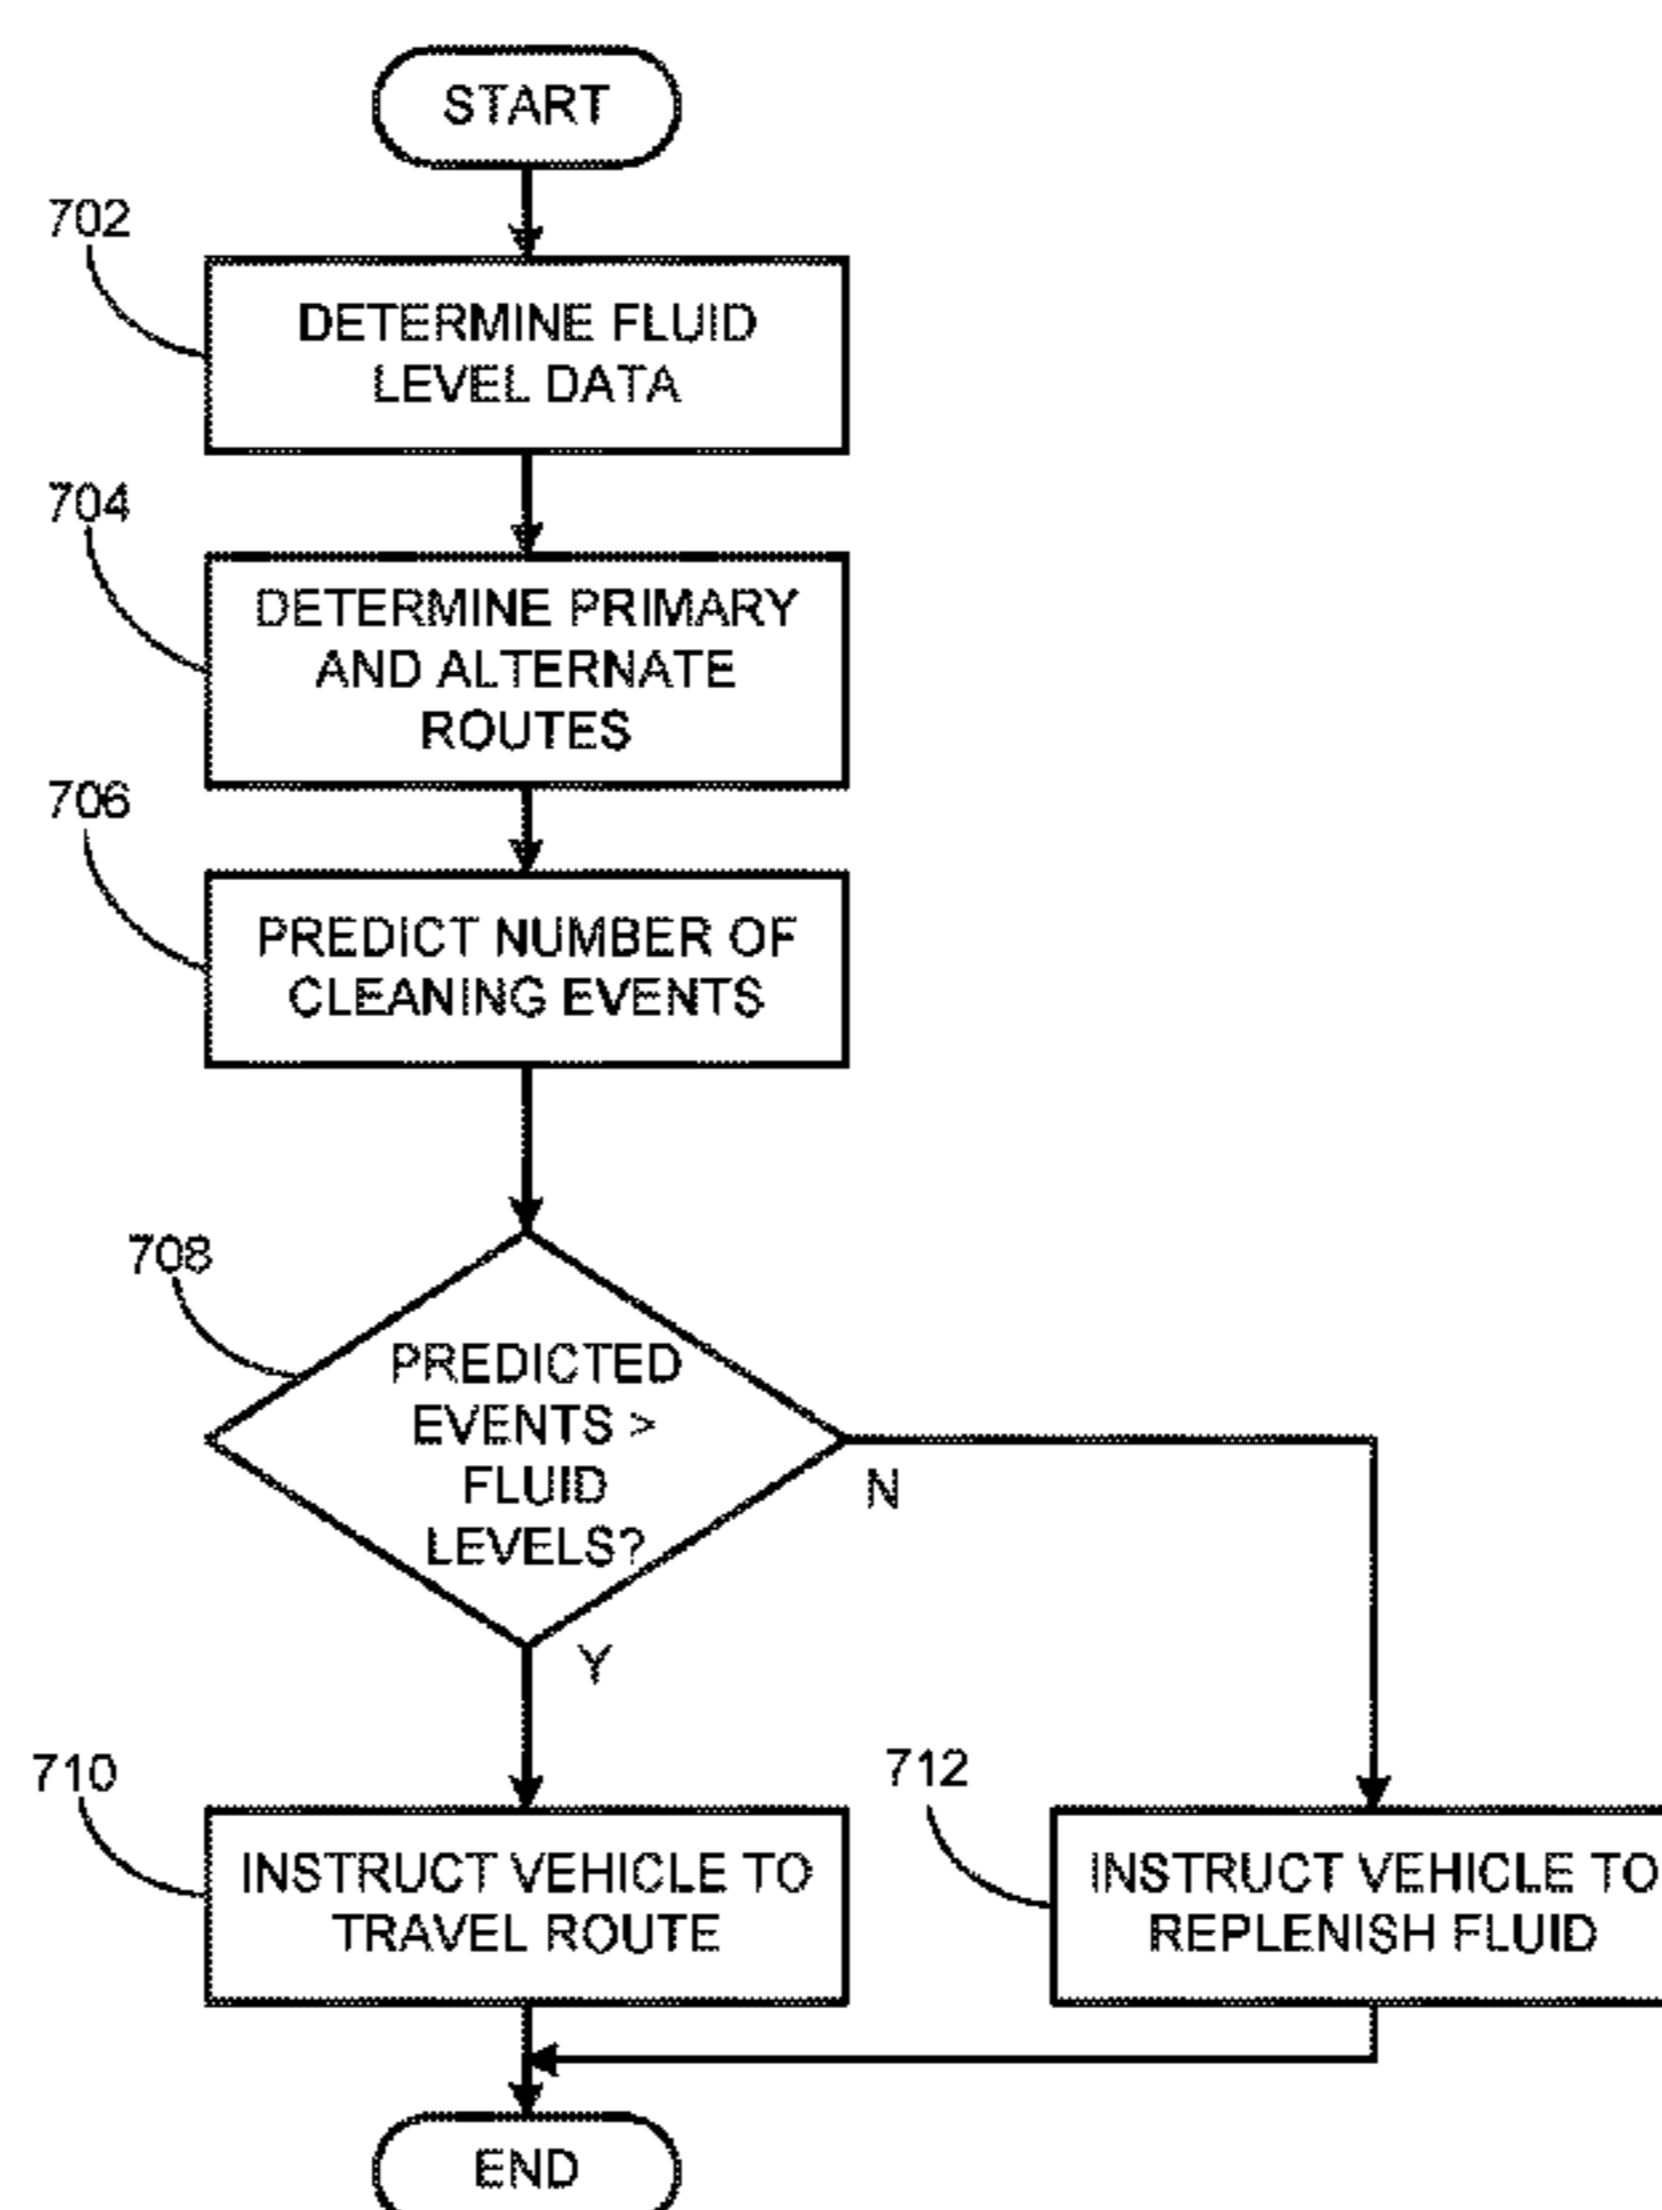 START
702
DETERMINE FLUID
LEVEL DATA
704
DETERMINE PRIMARY
AND ALTERNATE
ROUTES
706
PREDICT NUMBER OF
CLEANING EVENTS
708
PREDICTED
EVENTS >
FLUID
LEVELS?
N
Y
710
INSTRUCT VEHICLE TO
TRAVEL ROUTE
712
INSTRUCT VEHICLE TO
REPLENISH FLUID
END